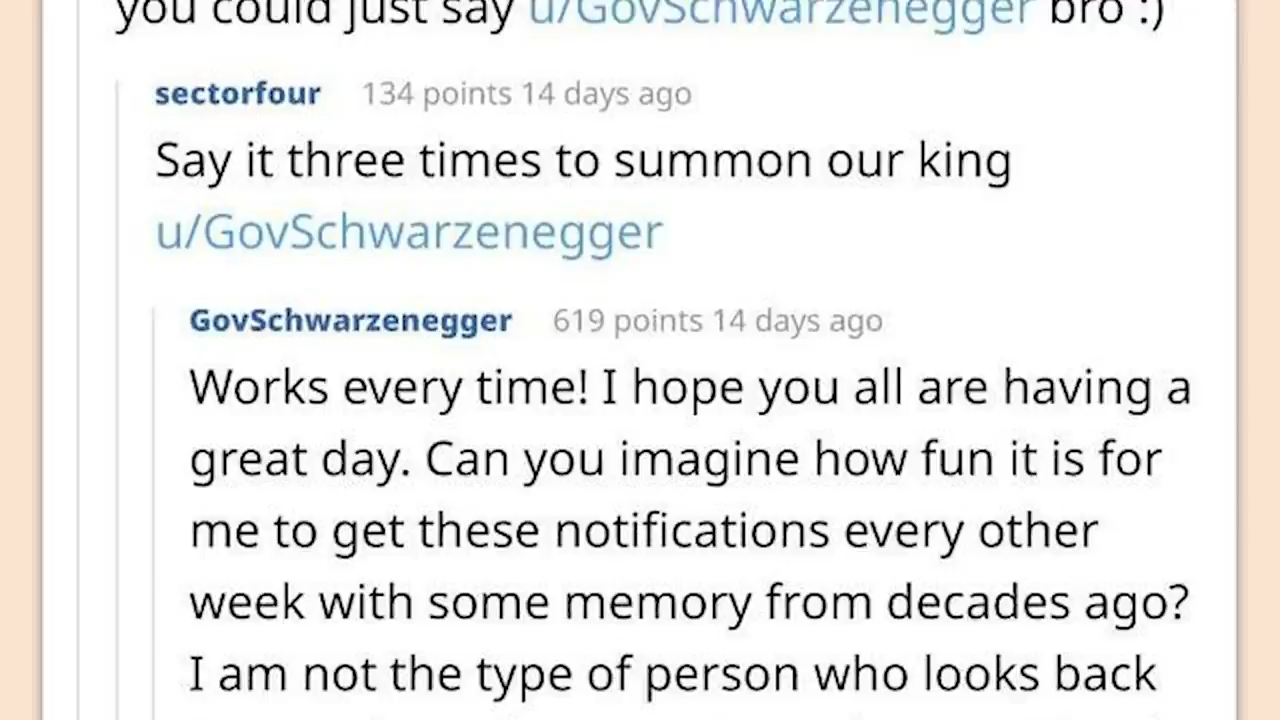 you could just say u/GovSchwarzenegger bro :)
sectorfour 134 points 14 days ago
Say it three times to summon our king
u/GovSchwarzenegger
GovSchwarzenegger 619 points 14 days ago
Works every time! I hope you all are having a
great day. Can you imagine how fun it is for
me to get these notifications every other
week with some memory from decades ago?
I am not the type of person who looks back